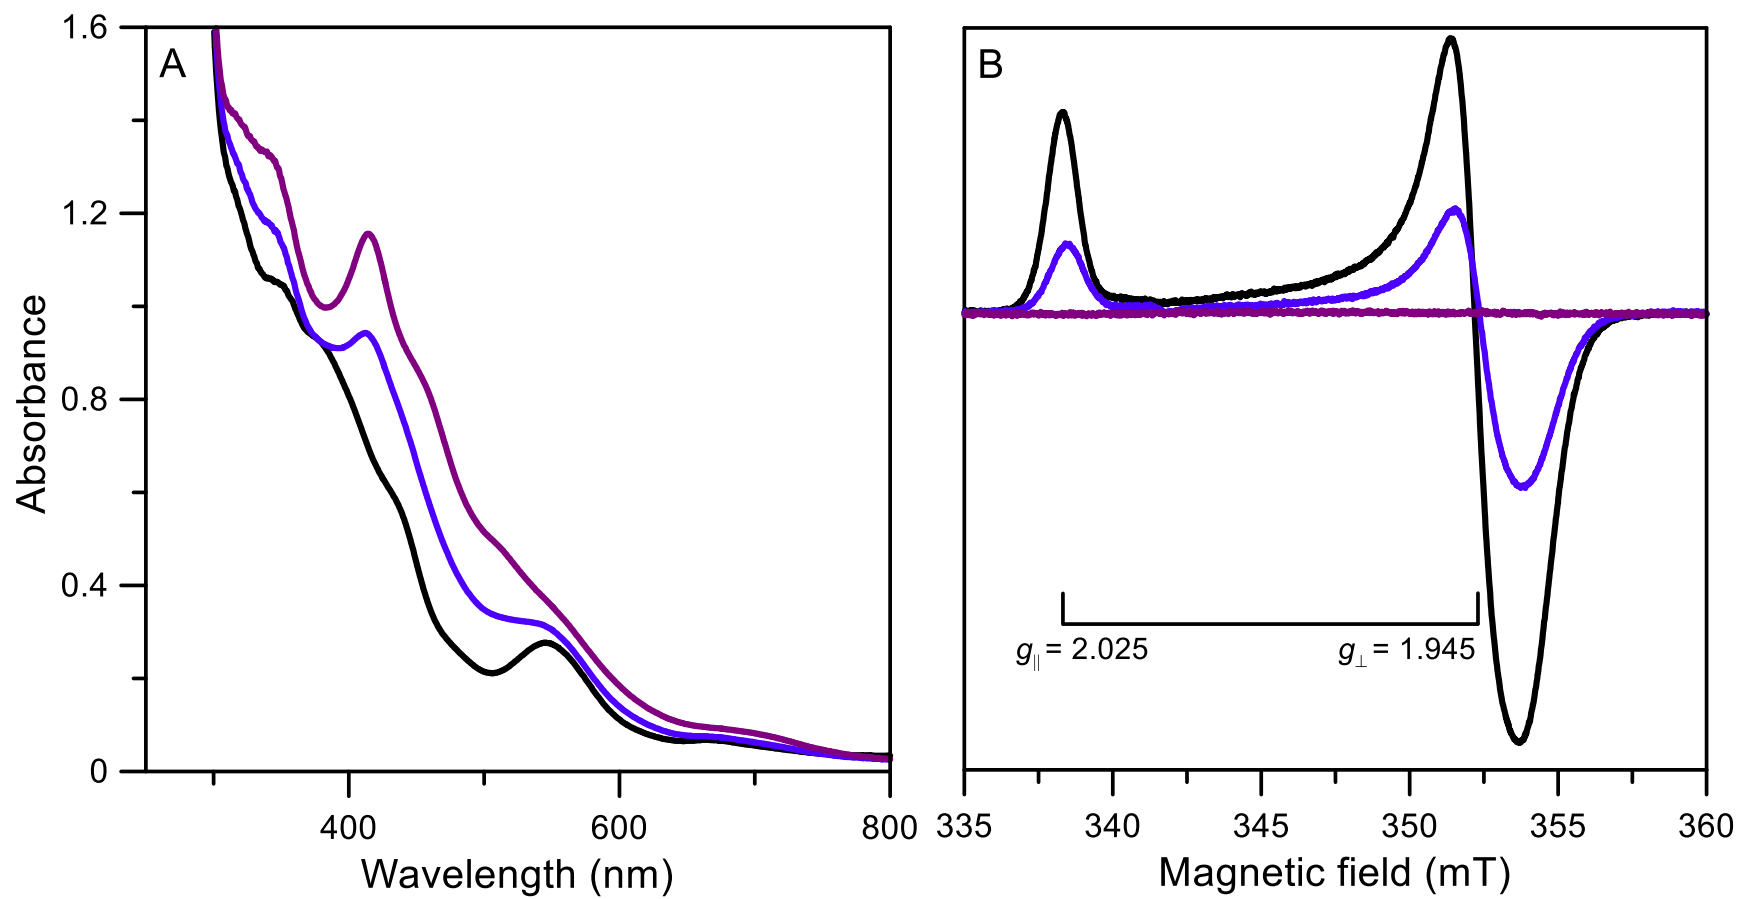 A
1.6
1.2
0.8
0.4
0
Absorbance
400 600 800
Wavelength (nm)
B
g|| = 2.025 g⊥ = 1.945
335 340 345 350 355 360
Magnetic field (mT)